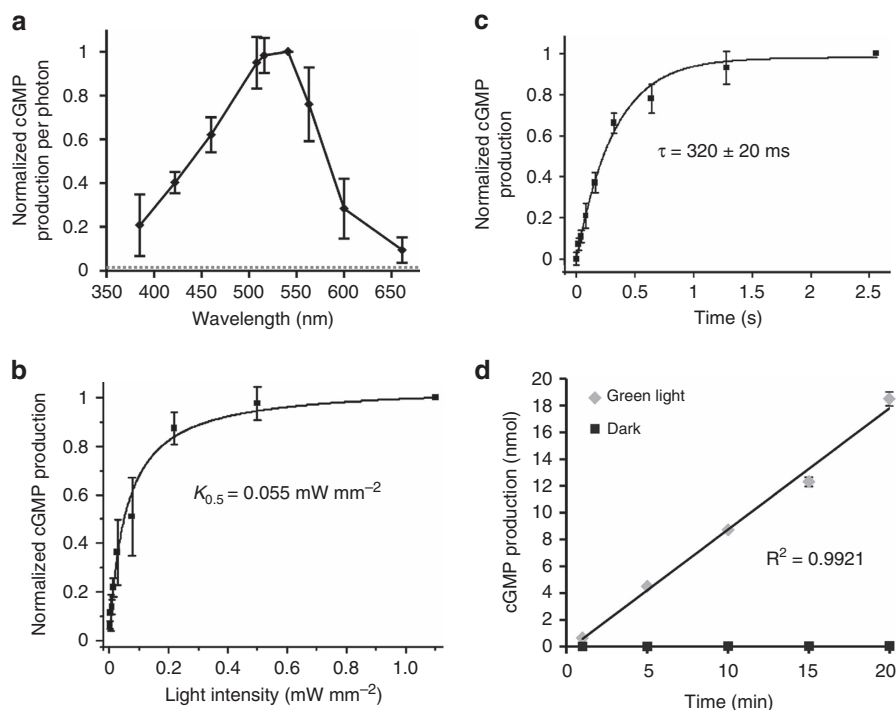 a
Normalized cGMP
production per photon
1
0.8
0.6
0.4
0.2
0
350 400 450 500 550 600 650
Wavelength (nm)
b
Normalized cGMP production
1
0.8
0.6
0.4
0.2
0
K0.5 = 0.055 mW mm−2
0 0.2 0.4 0.6 0.8 1.0
Light intensity (mW mm−2)
c
Normalized cGMP
production
1
0.8
0.6
0.4
0.2
0
τ = 320 ± 20 ms
0 0.5 1 1.5 2 2.5
Time (s)
d
cGMP production (nmol)
20
18
16
14
12
10
8
6
4
2
0
Green light
Dark
R2 = 0.9921
0 5 10 15 20
Time (min)